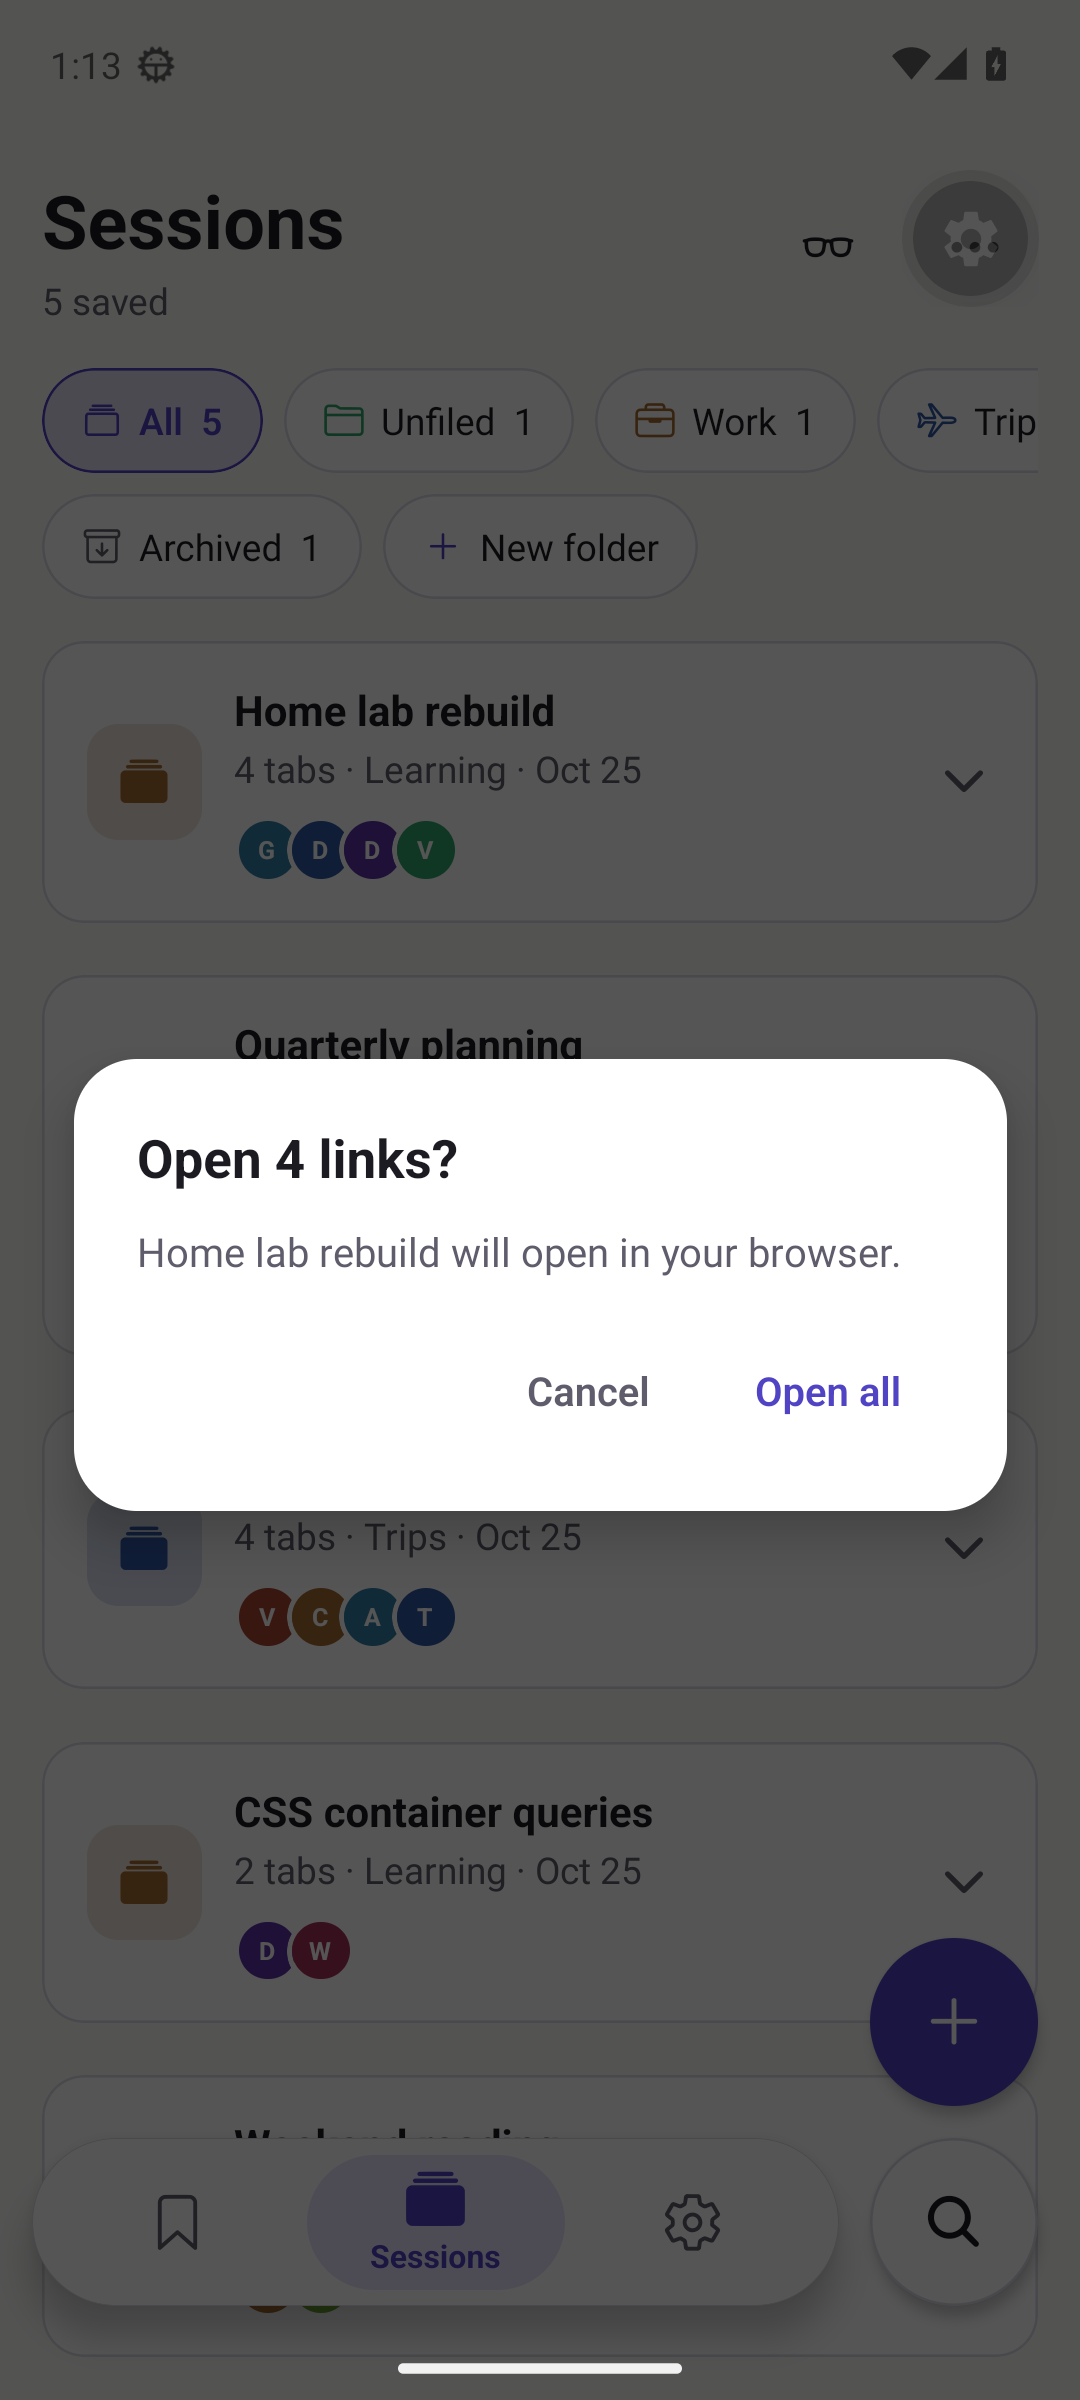 1:13
Sessions
5 saved
All 5
Unfiled 1
Work 1
Trip
Archived 1
New folder
Home lab rebuild
4 tabs · Learning · Oct 25
G D D V
Quarterly planning
Open 4 links?
Home lab rebuild will open in your browser.
Cancel
Open all
4 tabs · Trips · Oct 25
V C A T
CSS container queries
2 tabs · Learning · Oct 25
D W
Weekend reading
Sessions